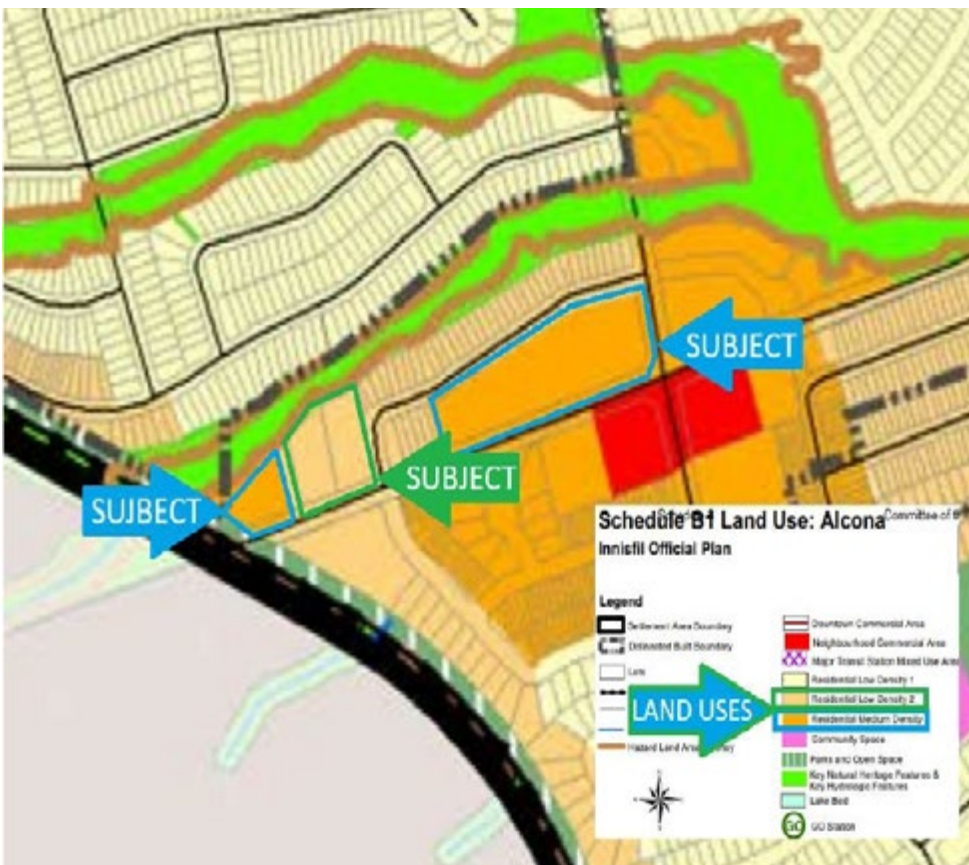 SUBJECT
SUBJECT
SUJBECT
Schedule B1 Land Use: Alcona
Committee of
Innisfil Official Plan
Legend
Settlement Area Boundary
Delineated Built Boundary
Lots
LAND USES
Hazard Land Area
Downtown Commercial Area
Neighbourhood Commercial Area
Major Transit Station Mixed Use Area
Residential Low Density 1
Residential Low Density 2
Residential Medium Density
Community Space
Parks and Open Space
Key Natural Heritage Features &
Key Hydrologic Features
Lake Bed
GO
GO Station